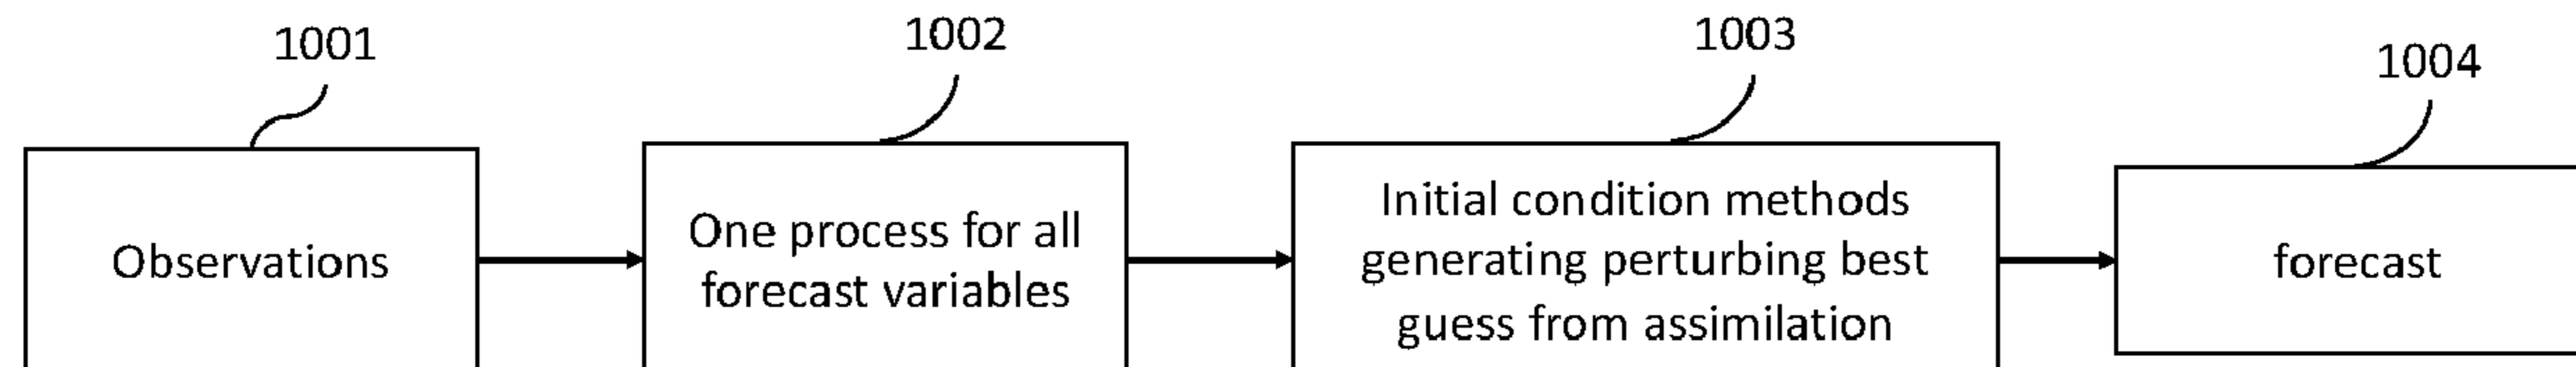 1001
1002
1003
1004
Observations
One process for all
forecast variables
Initial condition methods
generating perturbing best
guess from assimilation
forecast